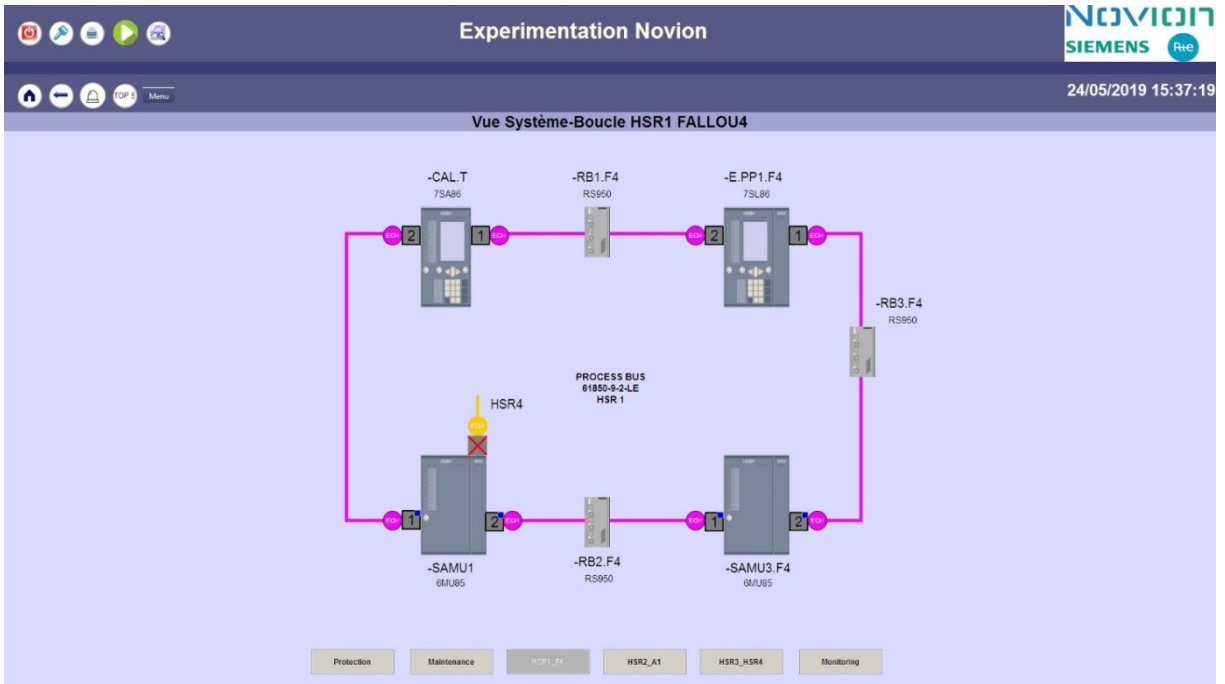 Experimentation Novion
NOVION
SIEMENS Rte
TOP 5 Menu
24/05/2019 15:37:19
Vue Système-Boucle HSR1 FALLOU4
-CAL.T
7SA86
-RB1.F4
RS950
-E.PP1.F4
7SL86
ECH 2 1 ECH
ECH 2 1 ECH
-RB3.F4
RS950
PROCESS BUS
61850-9-2-LE
HSR 1
HSR4
ECH 1 2 ECH
ECH 1 2 ECH
-SAMU1
6MU85
-RB2.F4
RS950
-SAMU3.F4
6MU85
Protection Maintenance HSR1_F4 HSR2_A1 HSR3_HSR4 Monitoring